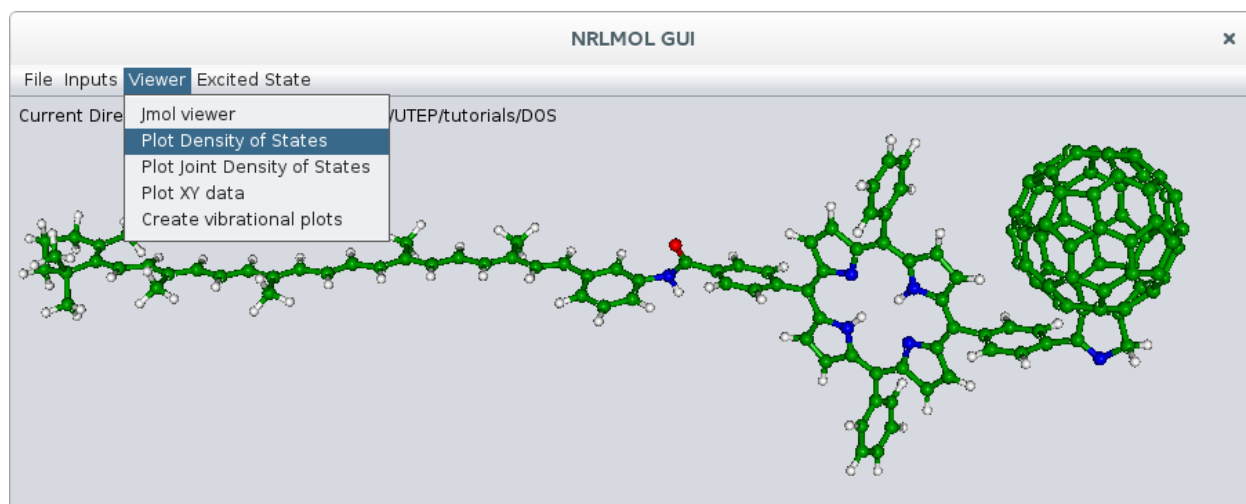 NRLMOL GUI ×
File Inputs Viewer Excited State
Current Dire /UTEP/tutorials/DOS
Jmol viewer
Plot Density of States
Plot Joint Density of States
Plot XY data
Create vibrational plots